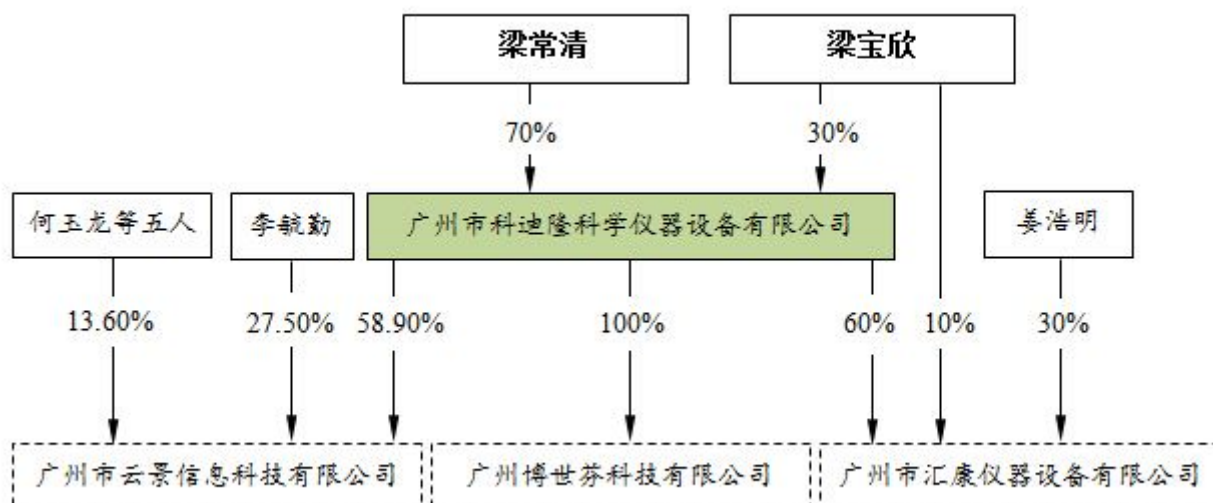 梁常清
梁宝欣
70%
30%
何玉龙等五人
李毓勤
广州市科迪隆科学仪器设备有限公司
姜浩明
13.60%
27.50%
58.90%
100%
60%
10%
30%
广州市云景信息科技有限公司
广州博世芬科技有限公司
广州市汇康仪器设备有限公司